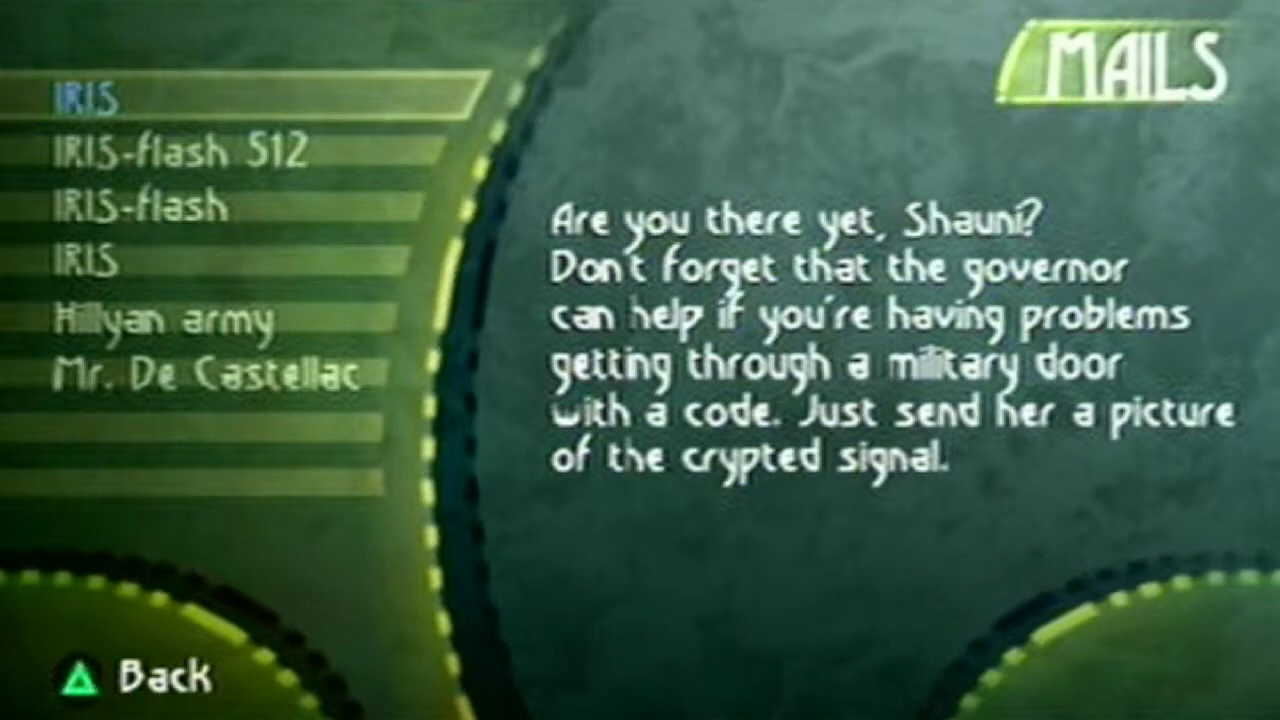 MAILS
IRIS
IRIS-flash 512
IRIS-flash
IRIS
Hillyan army
Mr. De Castellac
Are you there yet, Shauni?
Don't forget that the governor
can help if you're having problems
getting through a military door
with a code. Just send her a picture
of the crypted signal.
Back